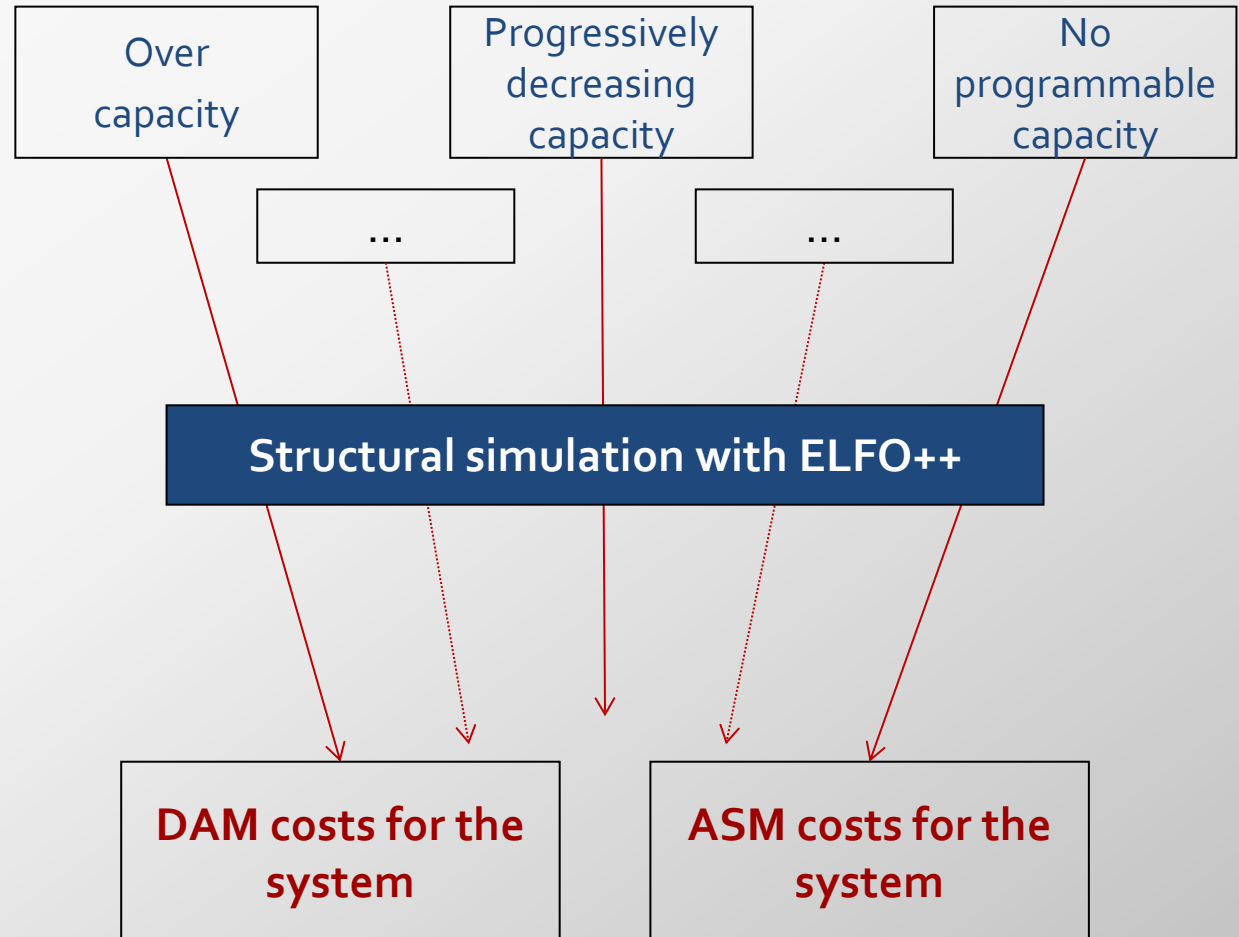 Over
capacity
Progressively
decreasing
capacity
No
programmable
capacity
...
...
Structural simulation with ELFO++
DAM costs for the
system
ASM costs for the
system